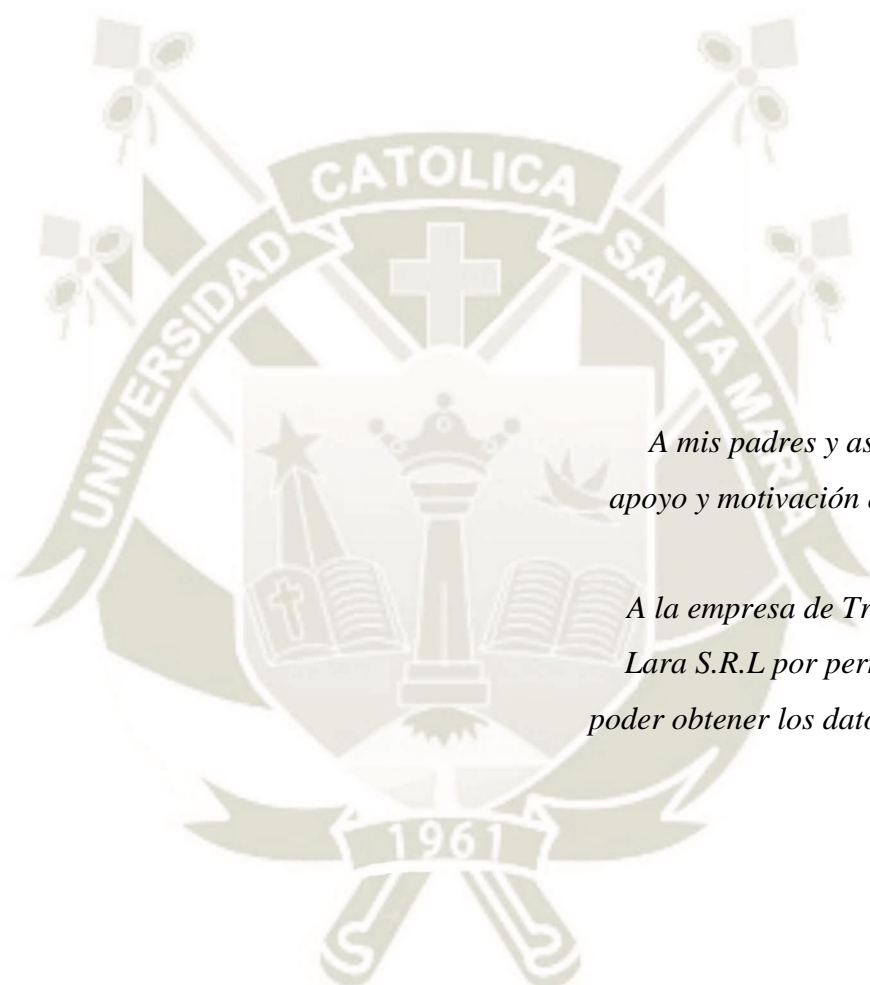 CATOLICA
UNIVERSIDAD
SANTA MARIA
A mis padres y as
apoyo y motivación
A la empresa de Tr
Lara S.R.L por per
poder obtener los dato
1961